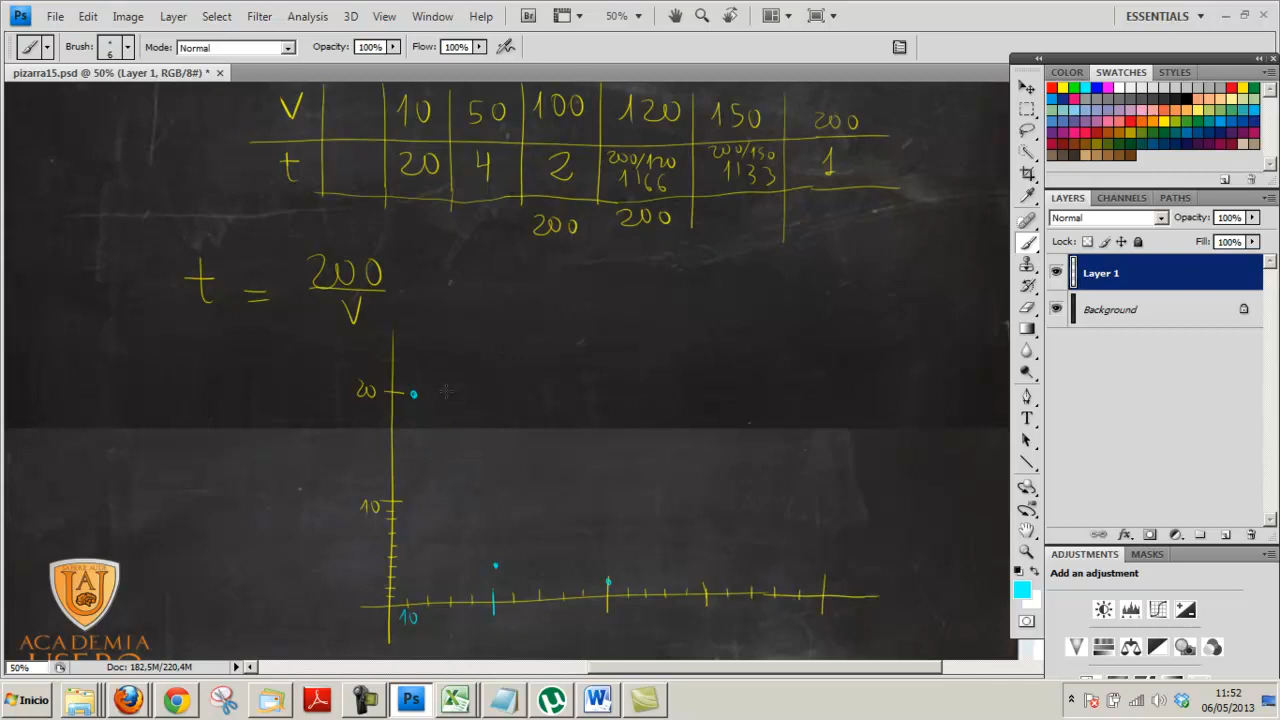 Ps File Edit Image Layer Select Filter Analysis 3D View Window Help Br 50% ESSENTIALS
Brush: 6 Mode: Normal Opacity: 100% Flow: 100%
pizarra15.psd @ 50% (Layer 1, RGB/8#) *
COLOR SWATCHES STYLES
V 10 50 100 120 150 200
t 20 4 2 200/120 200/150 1
1'66 1'33
200 200
t = 200
V
20
10
10
ACADEMIA
USERO
LAYERS CHANNELS PATHS
Normal Opacity: 100%
Lock: Fill: 100%
Layer 1
Background
ADJUSTMENTS MASKS
Add an adjustment
50% Doc: 182,5M/220,4M
Inicio Ps 11:52
06/05/2013